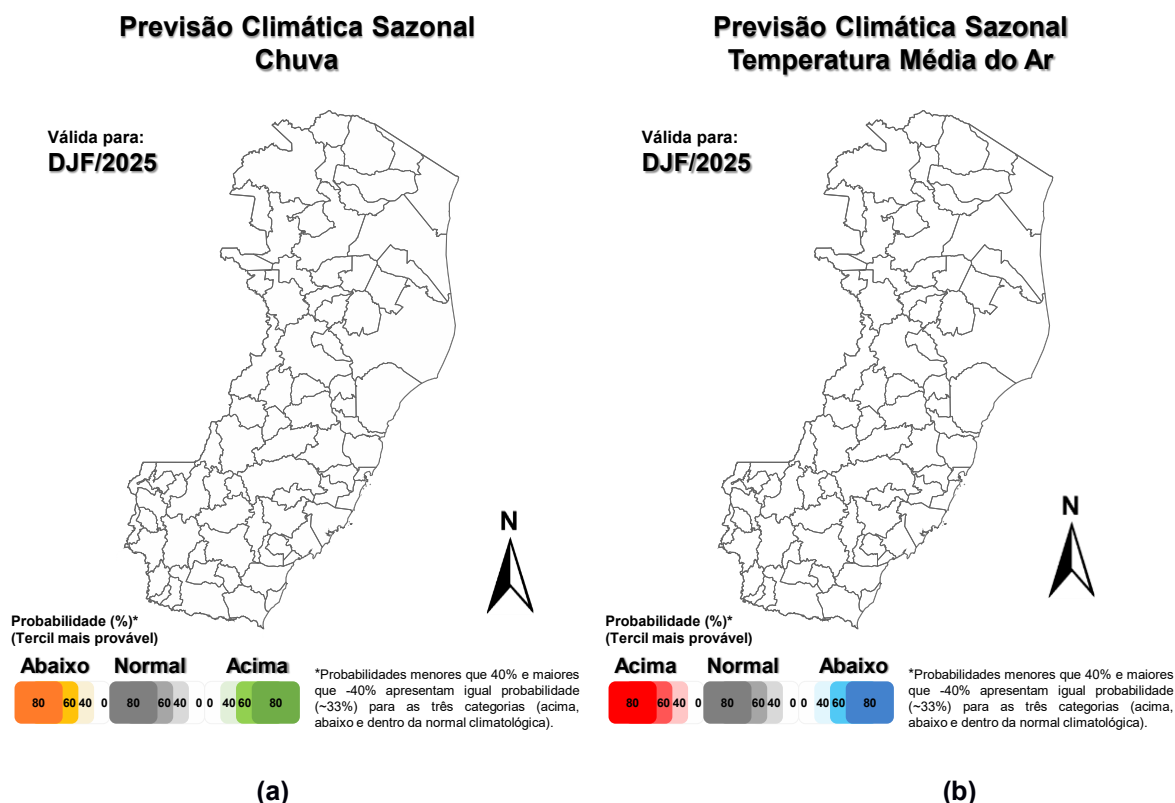 Previsão Climática Sazonal
Chuva
Válida para:
DJF/2025
N
Probabilidade (%)*
(Tercil mais provável)
Abaixo Normal Acima
80 60 40 0 80 60 40 0 0 40 60 80
*Probabilidades menores que 40% e maiores
que -40% apresentam igual probabilidade
(~33%) para as três categorias (acima,
abaixo e dentro da normal climatológica).
(a)
Previsão Climática Sazonal
Temperatura Média do Ar
Válida para:
DJF/2025
N
Probabilidade (%)*
(Tercil mais provável)
Acima Normal Abaixo
80 60 40 0 80 60 40 0 0 40 60 80
*Probabilidades menores que 40% e maiores
que -40% apresentam igual probabilidade
(~33%) para as três categorias (acima,
abaixo e dentro da normal climatológica).
(b)